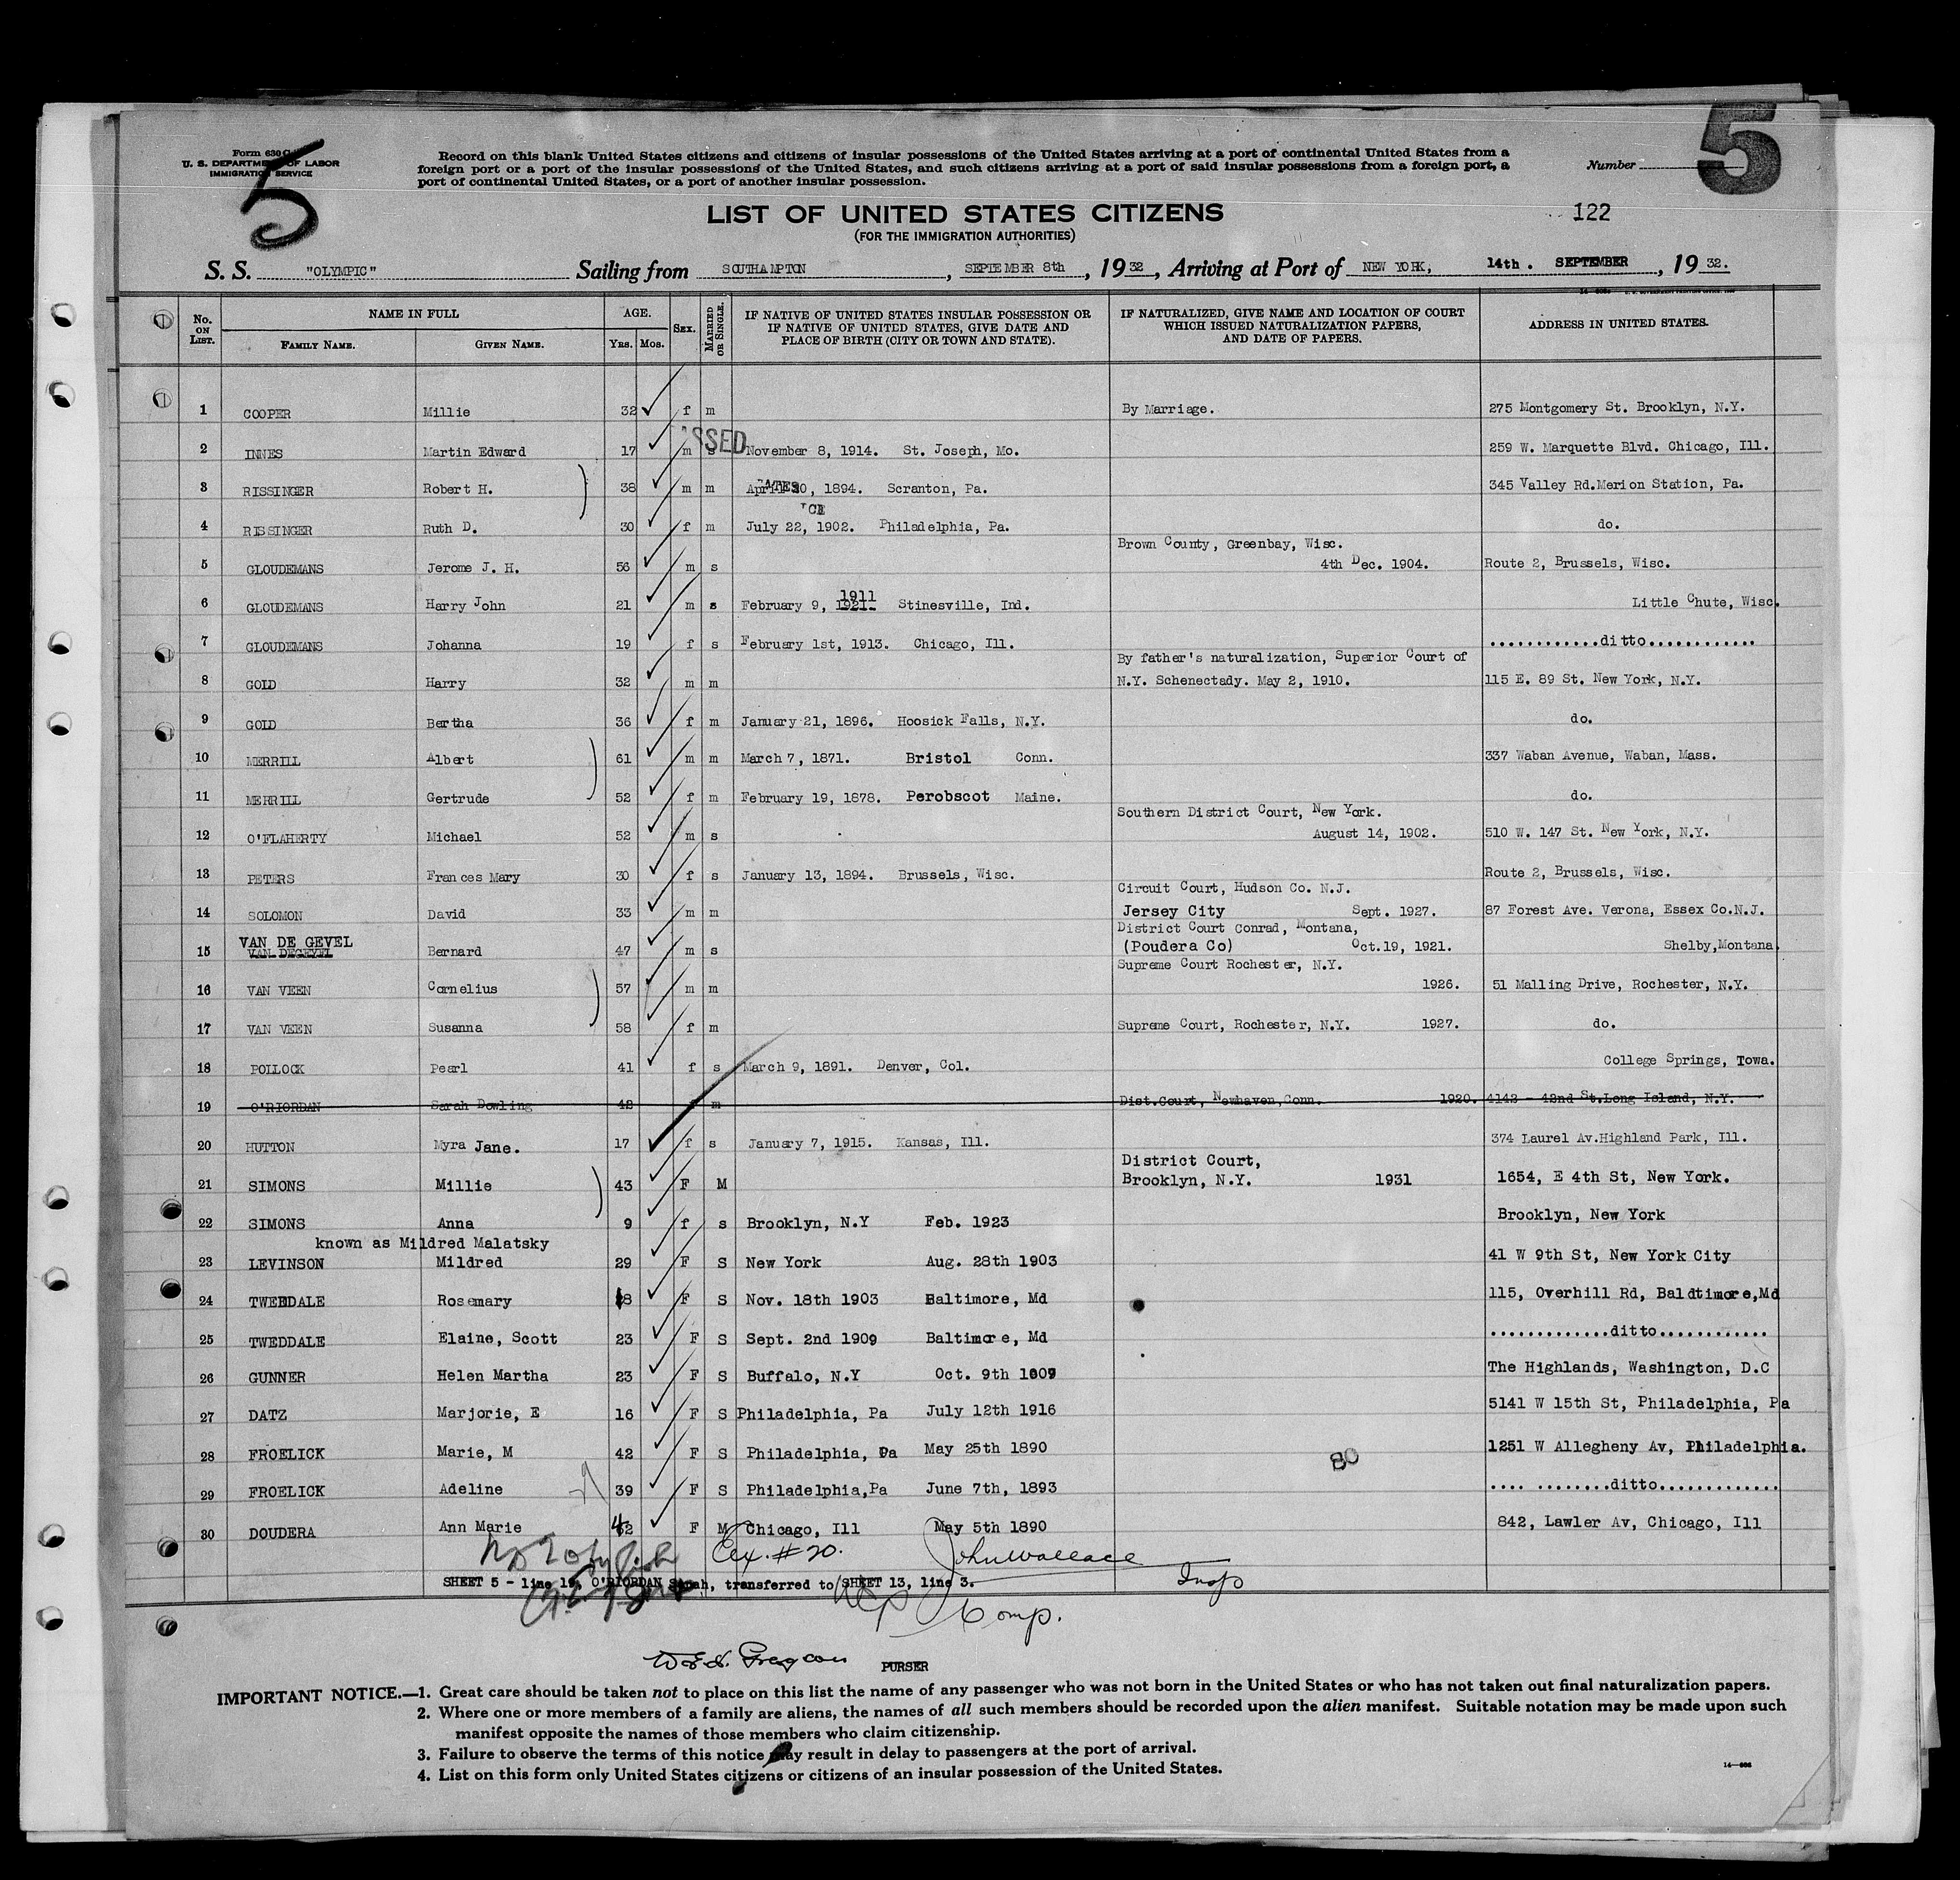 5
5
Form 630
U. S. DEPARTMENT OF LABOR
IMMIGRATION SERVICE
Record on this blank United States citizens and citizens of insular possessions of the United States arriving at a port of continental United States from a
foreign port or a port of the insular possessions of the United States, and such citizens arriving at a port of said insular possessions from a foreign port, a
port of continental United States, or a port of another insular possession.
Number
LIST OF UNITED STATES CITIZENS
(FOR THE IMMIGRATION AUTHORITIES)
122
S. S. "OLYMPIC" Sailing from SOUTHAMPTON, SEPTEMBER 8th, 1932, Arriving at Port of NEW YORK, 14th. SEPTEMBER, 1932.
No. ON LIST. NAME IN FULL FAMILY NAME. GIVEN NAME. AGE. YRS. MOS. SEX. MARRIED OR SINGLE. IF NATIVE OF UNITED STATES INSULAR POSSESSION OR IF NATIVE OF UNITED STATES, GIVE DATE AND PLACE OF BIRTH (CITY OR TOWN AND STATE). IF NATURALIZED, GIVE NAME AND LOCATION OF COURT WHICH ISSUED NATURALIZATION PAPERS, AND DATE OF PAPERS. ADDRESS IN UNITED STATES.
1 COOPER Millie 32 f m By Marriage. 275 Montgomery St. Brooklyn, N.Y.
2 INNES Martin Edward 17 m s November 8, 1914. St. Joseph, Mo. 259 W. Marquette Blvd. Chicago, Ill.
3 RISSINGER Robert H. 38 m m April 30, 1894. Scranton, Pa. 345 Valley Rd. Merion Station, Pa.
4 RISSINGER Ruth D. 30 f m July 22, 1902. Philadelphia, Pa. do.
Brown County, Greenbay, Wisc.
5 GLOUDEMANS Jerome J. H. 56 m s 4th Dec. 1904. Route 2, Brussels, Wisc.
1911
6 GLOUDEMANS Harry John 21 m s February 9, 1921. Stinesville, Ind. Little Chute, Wisc.
7 GLOUDEMANS Johanna 19 f s February 1st, 1913. Chicago, Ill. ............ditto............
By father's naturalization, Superior Court of
8 GOLD Harry 32 m m N.Y. Schenectady. May 2, 1910. 115 E. 89 St. New York, N.Y.
9 GOLD Bertha 36 f m January 21, 1896. Hoosick Falls, N.Y. do.
10 MERRILL Albert 61 m m March 7, 1871. Bristol Conn. 337 Waban Avenue, Waban, Mass.
11 MERRILL Gertrude 52 f m February 19, 1878. Perobscot Maine. do.
Southern District Court, New York.
12 O'FLAHERTY Michael 52 m s August 14, 1902. 510 W. 147 St. New York, N.Y.
13 PETERS Frances Mary 30 f s January 13, 1894. Brussels, Wisc. Route 2, Brussels, Wisc.
Circuit Court, Hudson Co. N.J.
14 SOLOMON David 33 m m Jersey City Sept. 1927. 87 Forest Ave. Verona, Essex Co.N.J.
District Court Conrad, Montana,
VAN DE GEVEL
15 VAN DEGEVEL Bernard 47 m s (Poudera Co) Oct.19, 1921. Shelby,Montana.
Supreme Court Rochester, N.Y.
16 VAN VEEN Cornelius 57 m m 1926. 51 Malling Drive, Rochester, N.Y.
17 VAN VEEN Susanna 58 f m Supreme Court, Rochester, N.Y. 1927. do.
18 POLLOCK Pearl 41 f s March 9, 1891. Denver, Col. College Springs, Iowa.
19 O'RIORDAN Sarah Dowling 42 f m Dist.Court, Newhaven,Conn. 1920. 4142 - 42nd St.Long Island, N.Y.
20 HUTTON Myra Jane. 17 f s January 7, 1915. Kansas, Ill. 374 Laurel Av.Highland Park, Ill.
District Court,
21 SIMONS Millie 43 F M Brooklyn, N.Y. 1931 1654, E 4th St, New York.
22 SIMONS Anna 9 f s Brooklyn, N.Y Feb. 1923 Brooklyn, New York
known as Mildred Malatsky
23 LEVINSON Mildred 29 F S New York Aug. 28th 1903 41 W 9th St, New York City
24 TWEDDALE Rosemary 28 F S Nov. 18th 1903 Baltimore, Md 115, Overhill Rd, Baldtimore,Md
25 TWEDDALE Elaine, Scott 23 F S Sept. 2nd 1909 Baltimore, Md .............ditto............
26 GUNNER Helen Martha 23 F S Buffalo, N.Y Oct. 9th 1909 The Highlands, Washington, D.C
27 DATZ Marjorie, E 16 F S Philadelphia, Pa July 12th 1916 5141 W 15th St, Philadelphia, Pa
28 FROELICK Marie, M 42 F S Philadelphia, Pa May 25th 1890 1251 W Allegheny Av, Philadelphia.
80
29 FROELICK Adeline 39 F S Philadelphia,Pa June 7th, 1893 .... ........ditto.............
30 DOUDERA Ann Marie 42 F M Chicago, Ill May 5th 1890 842, Lawler Av, Chicago, Ill
Ex. #20. John Wallace
Insp
SHEET 5 - line 19, O'RIORDAN Sarah, transferred to SHEET 13, line 3.
Comp.
PURSER
IMPORTANT NOTICE.—1. Great care should be taken not to place on this list the name of any passenger who was not born in the United States or who has not taken out final naturalization papers.
2. Where one or more members of a family are aliens, the names of all such members should be recorded upon the alien manifest. Suitable notation may be made upon such
manifest opposite the names of those members who claim citizenship.
3. Failure to observe the terms of this notice may result in delay to passengers at the port of arrival.
4. List on this form only United States citizens or citizens of an insular possession of the United States.